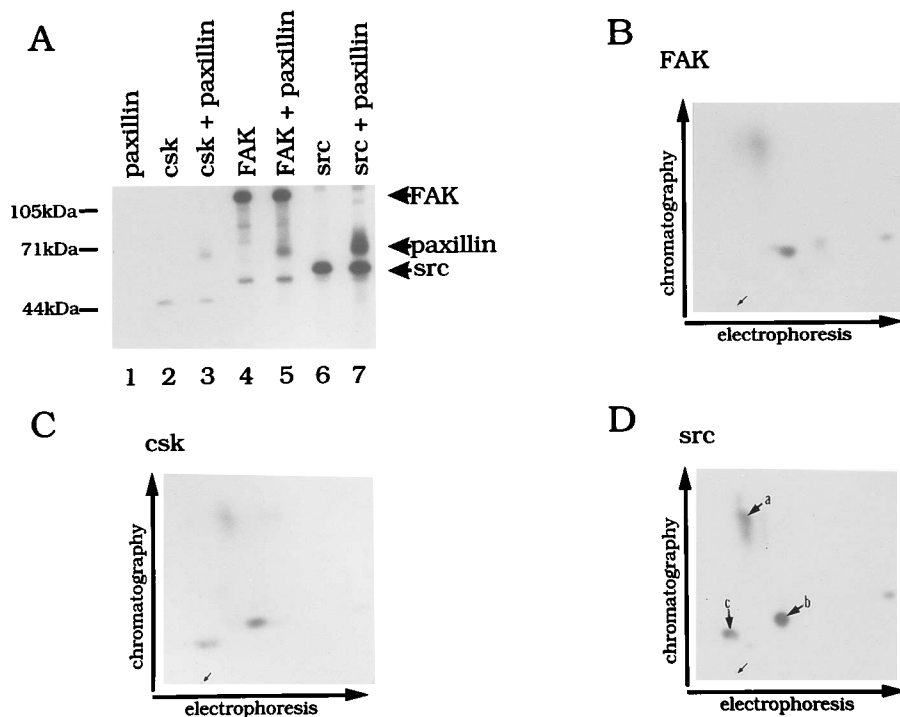 A
paxillin
csk
csk + paxillin
FAK
FAK + paxillin
src
src + paxillin
105kDa
71kDa
44kDa
FAK
paxillin
src
1 2 3 4 5 6 7
B
FAK
chromatography
electrophoresis
C
csk
chromatography
electrophoresis
D
src
a
b
c
chromatography
electrophoresis